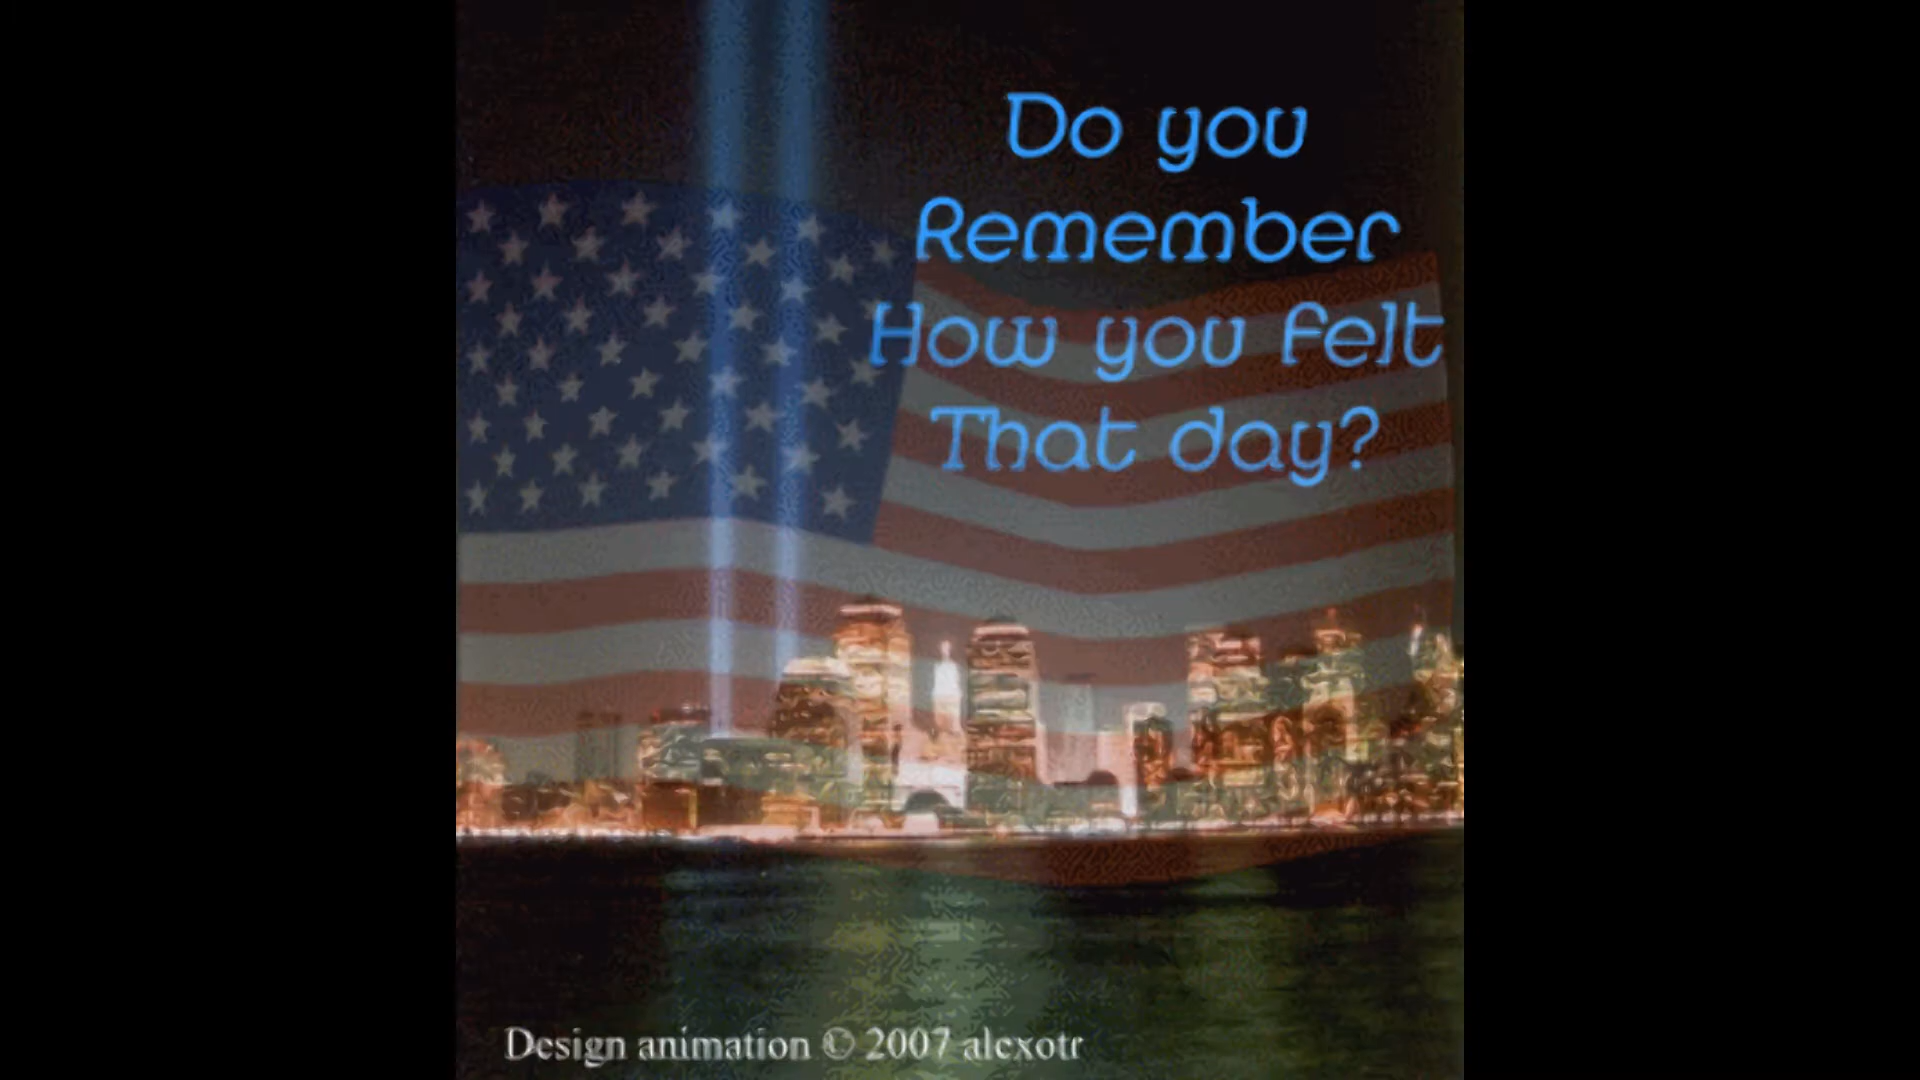 Do you
Remember
How you felt
That day?
Design animation © 2007 alexotr